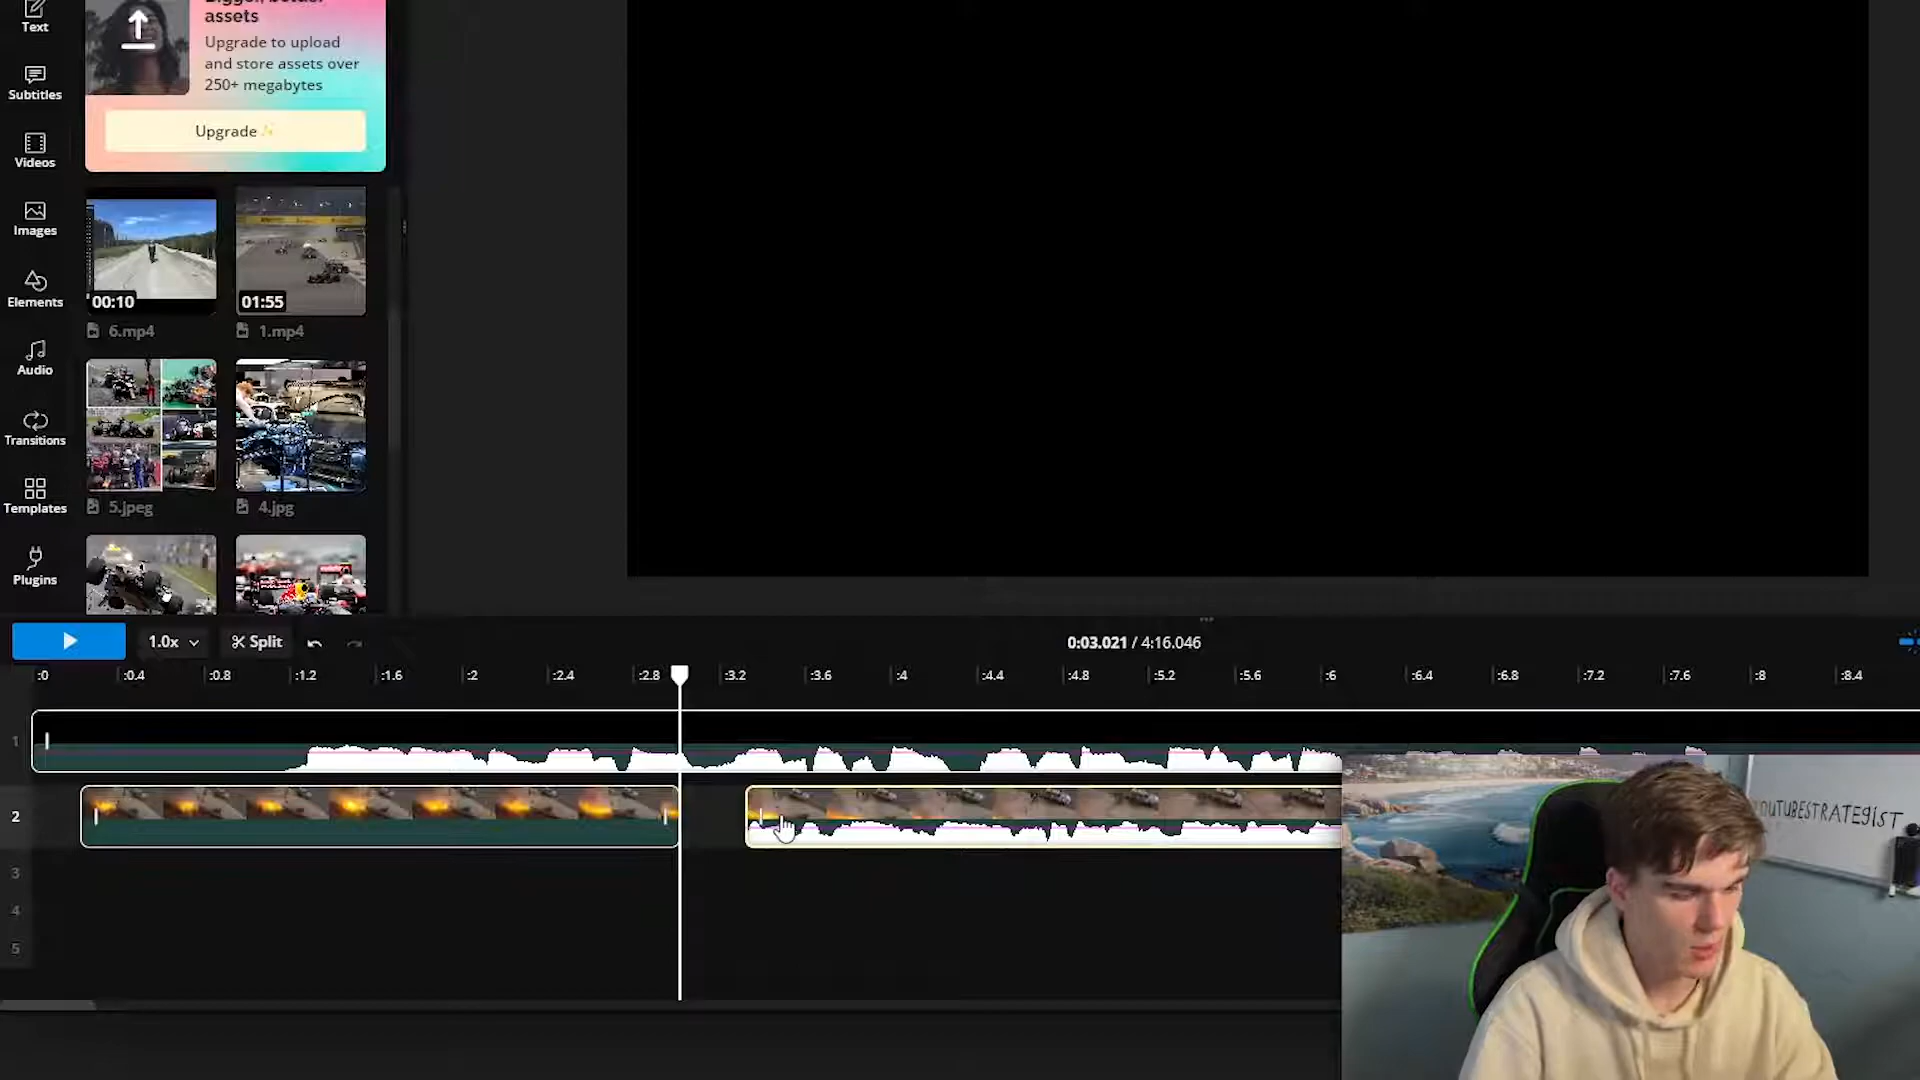 Text
Subtitles
Videos
Images
Elements
Audio
Transitions
Templates
Plugins
assets
Upgrade to upload
and store assets over
250+ megabytes
Upgrade ✨
00:10
01:55
6.mp4
1.mp4
5.jpeg
4.jpg
1.0x
Split
0:03.021 / 4:16.046
:0 :0.4 :0.8 :1.2 :1.6 :2 :2.4 :2.8 :3.2 :3.6 :4 :4.4 :4.8 :5.2 :5.6 :6 :6.4 :6.8 :7.2 :7.6 :8 :8.4
1
2
3
4
5
OUTUBESTRATEGIST